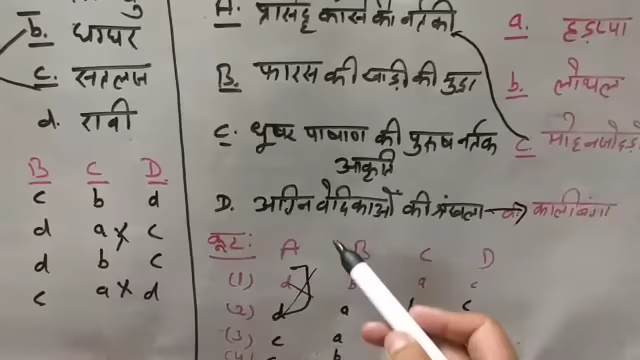 b. घग्घर
c. सतलज
d. रावी
B C D
c b d
d a c
d b c
c a d
A. प्रसिद्ध कांसे की नर्तकी
B. फारस की खाड़ी की मुद्रा
C. धूसर पाषाण की पुरुष नर्तक
आकृति
D. अग्नि वेदिकाओं की श्रृंखला
a. हड़प्पा
b. लोथल
c मोहनजोदड़ो
कालीबंगा
कूट:
A B C D
(1) d b a c
(2) d a c
(3) c a
(4) c b